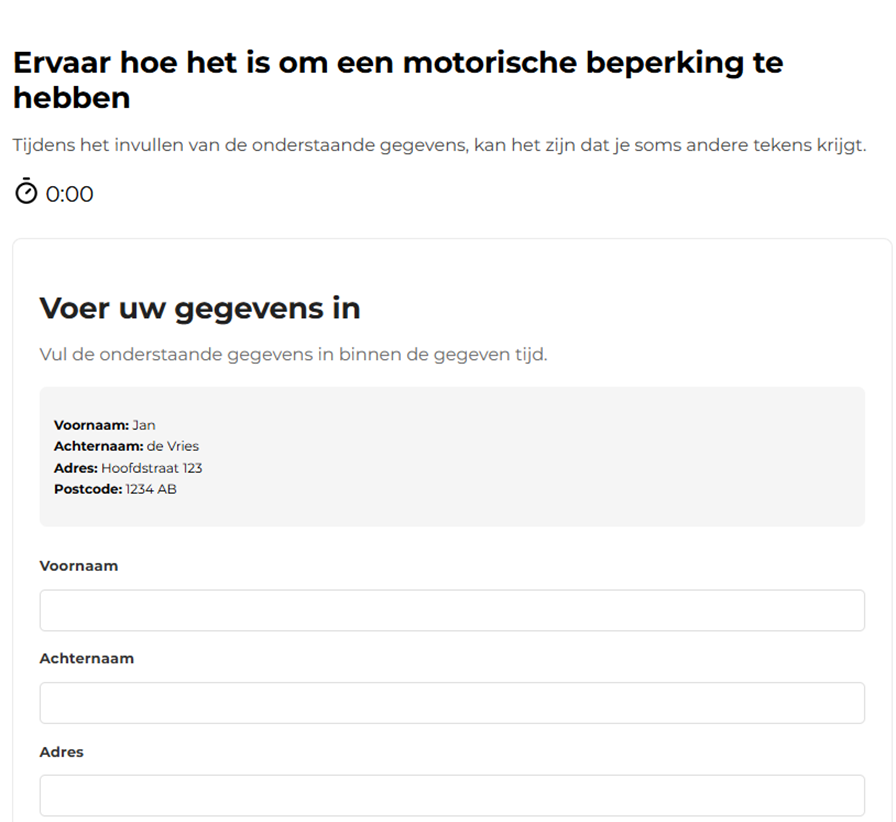 Ervaar hoe het is om een motorische beperking te
hebben
Tijdens het invullen van de onderstaande gegevens, kan het zijn dat je soms andere tekens krijgt.
0:00
Voer uw gegevens in
Vul de onderstaande gegevens in binnen de gegeven tijd.
Voornaam: Jan
Achternaam: de Vries
Adres: Hoofdstraat 123
Postcode: 1234 AB
Voornaam
Achternaam
Adres